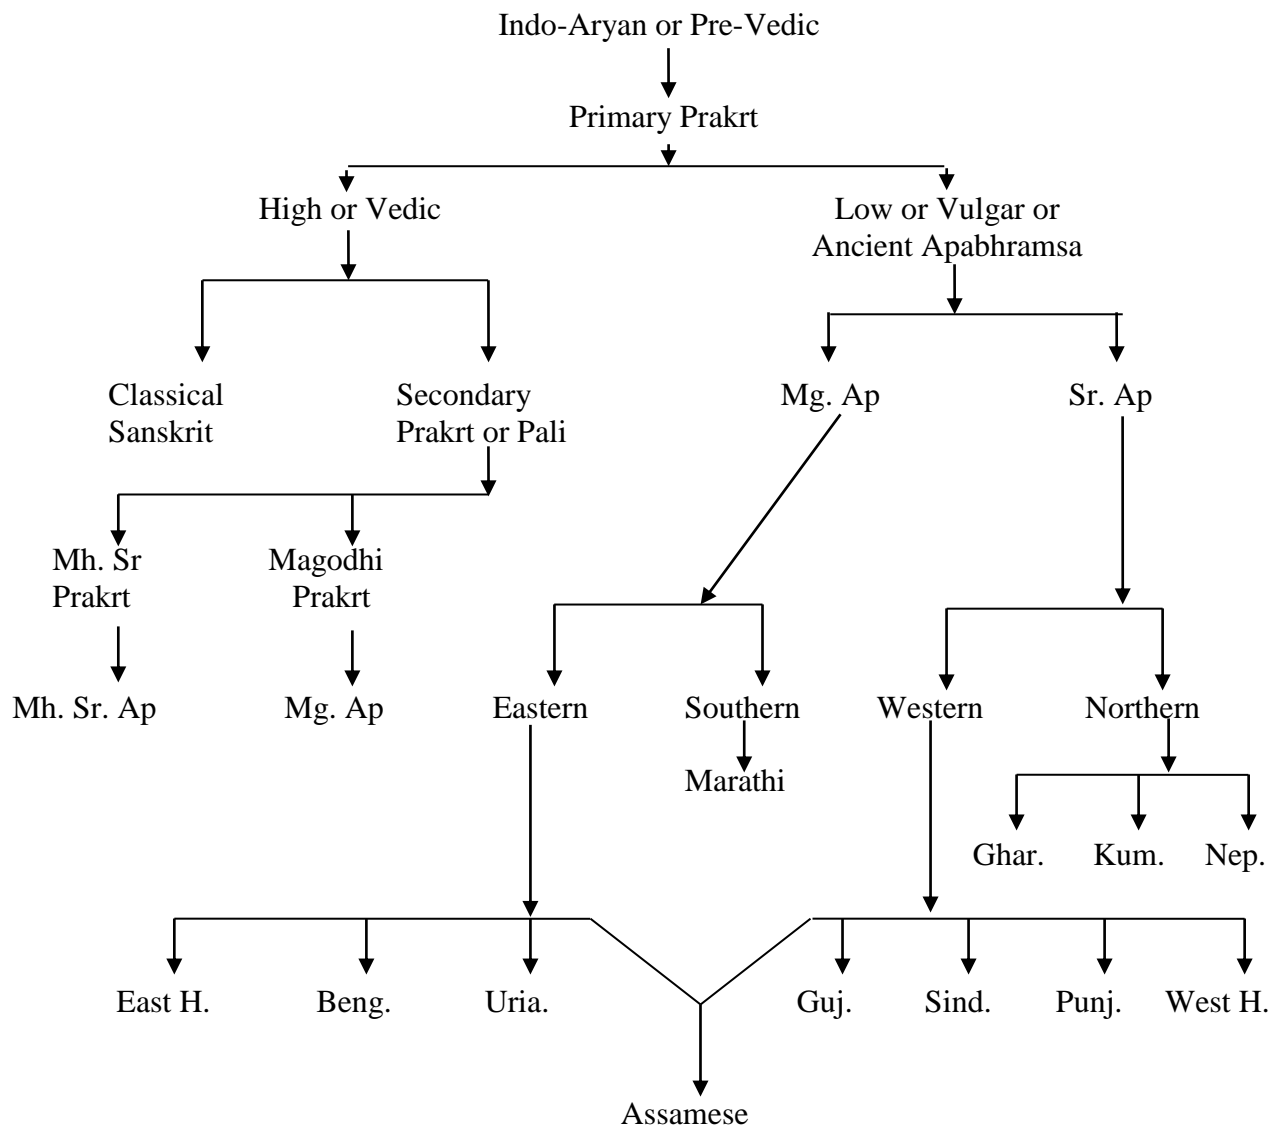 Indo-Aryan or Pre-Vedic
Primary Prakrt
High or Vedic
Low or Vulgar or
Ancient Apabhramsa
Classical
Sanskrit
Secondary
Prakrt or Pali
Mg. Ap
Sr. Ap
Mh. Sr
Prakrt
Magodhi
Prakrt
Mh. Sr. Ap
Mg. Ap
Eastern
Southern
Western
Northern
Marathi
Ghar.
Kum.
Nep.
East H.
Beng.
Uria.
Guj.
Sind.
Punj.
West H.
Assamese